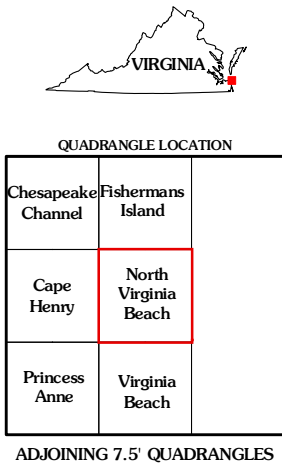 VIRGINIA
QUADRANGLE LOCATION
Chesapeake
Channel
Fishermans
Island
Cape
Henry
North
Virginia
Beach
Princess
Anne
Virginia
Beach
ADJOINING 7.5' QUADRANGLES